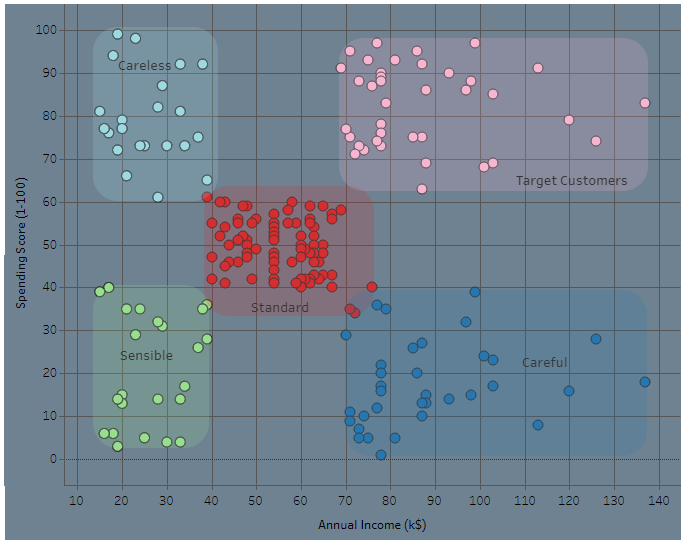 100
90
80
70
60
50
40
30
20
10
0
Spending Score (1-100)
Careless
Target Customers
Standard
Sensible
Careful
10 20 30 40 50 60 70 80 90 100 110 120 130 140
Annual Income (k$)